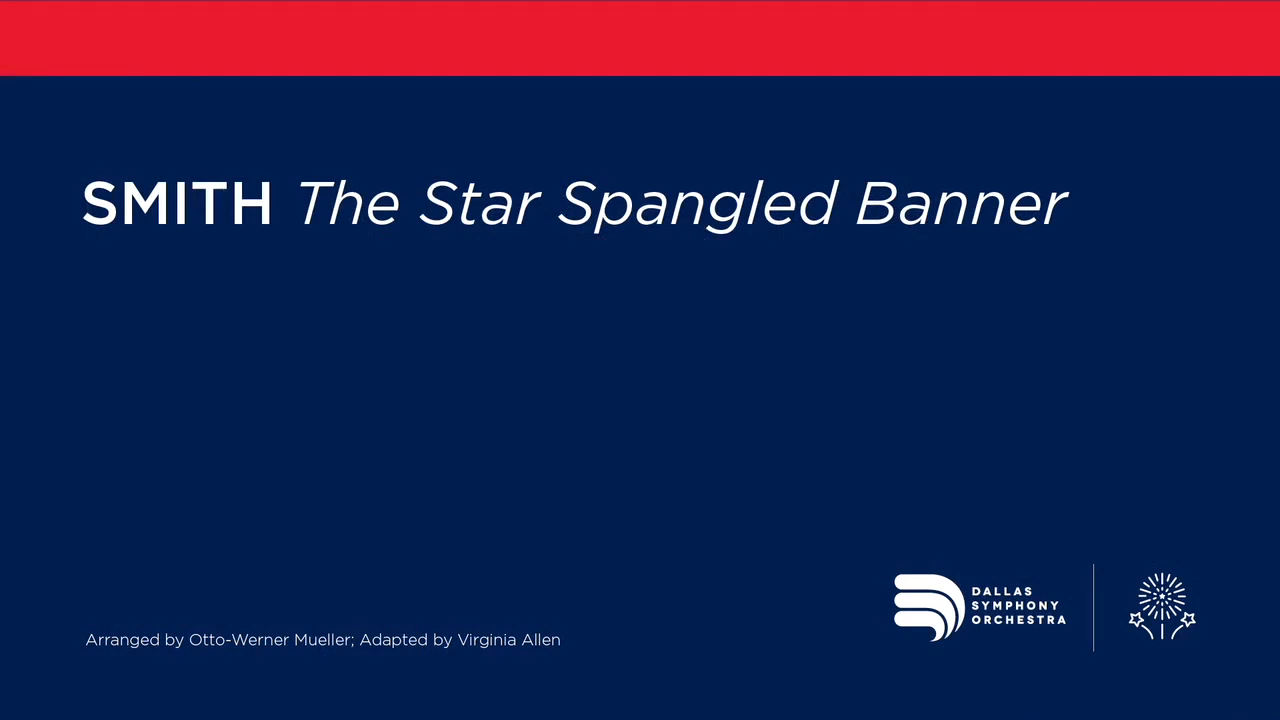 SMITH The Star Spangled Banner
Arranged by Otto-Werner Mueller; Adapted by Virginia Allen
DALLAS
SYMPHONY
ORCHESTRA